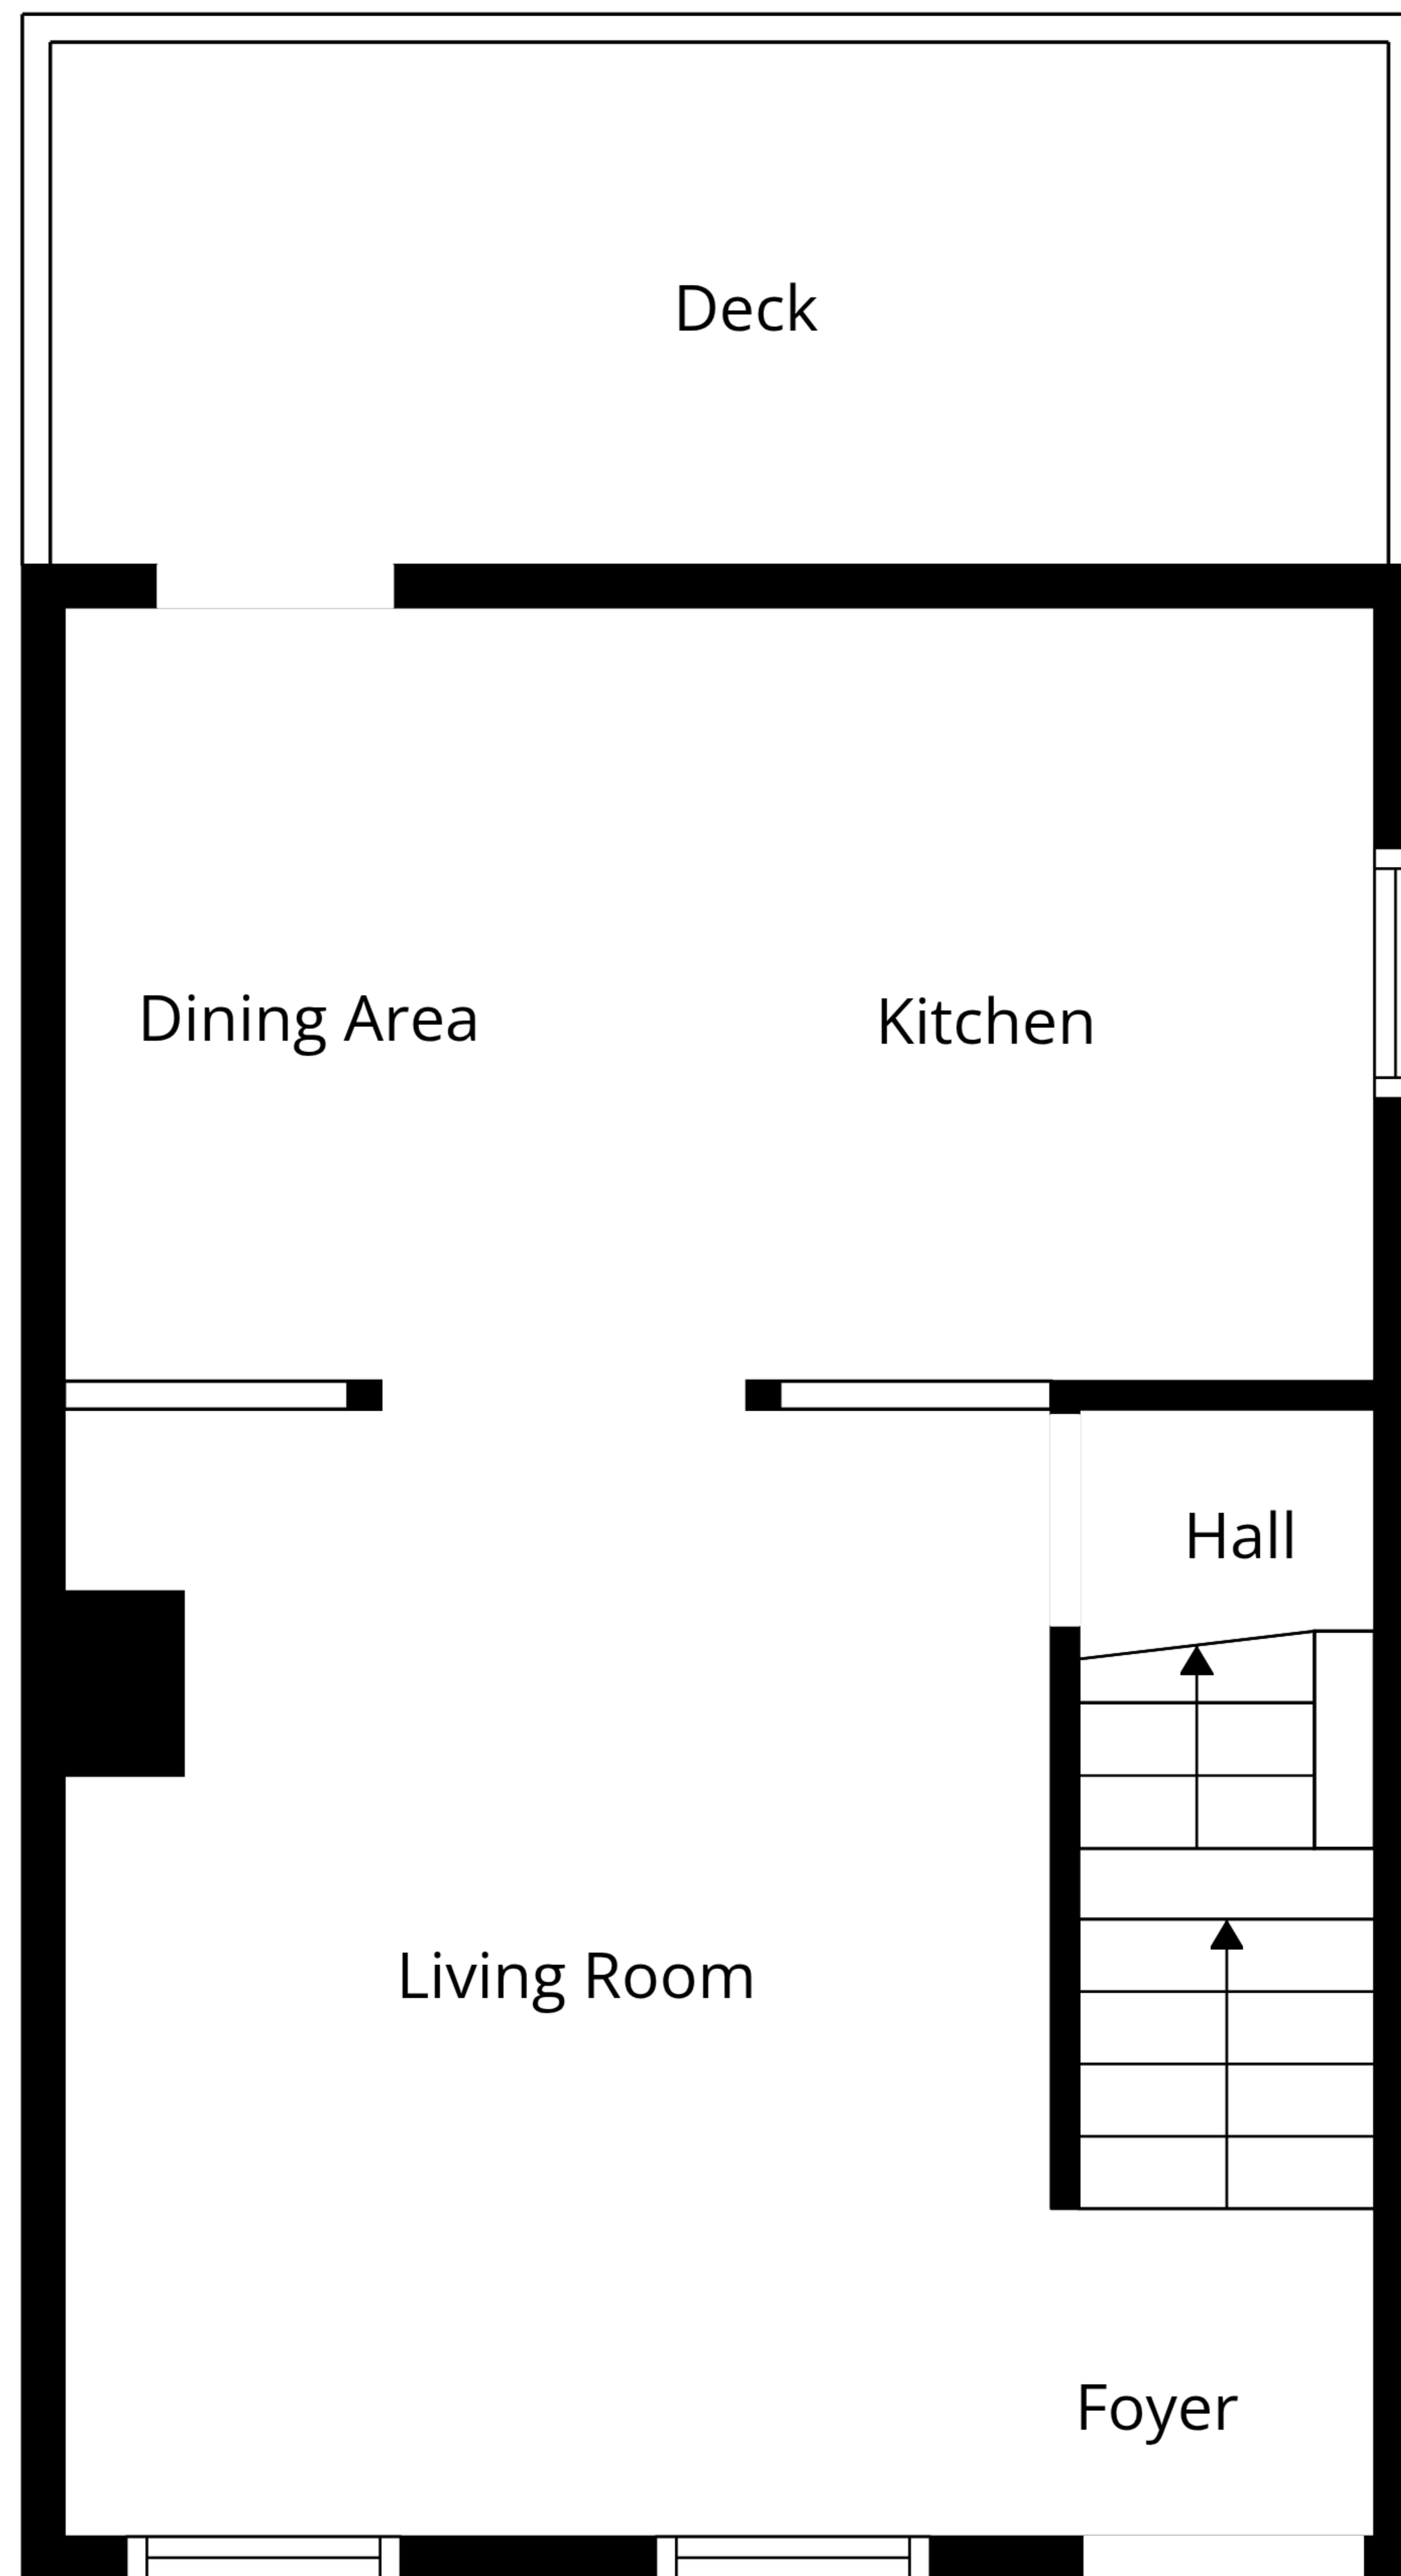 Deck
Dining Area
Kitchen
Hall
Living Room
Foyer